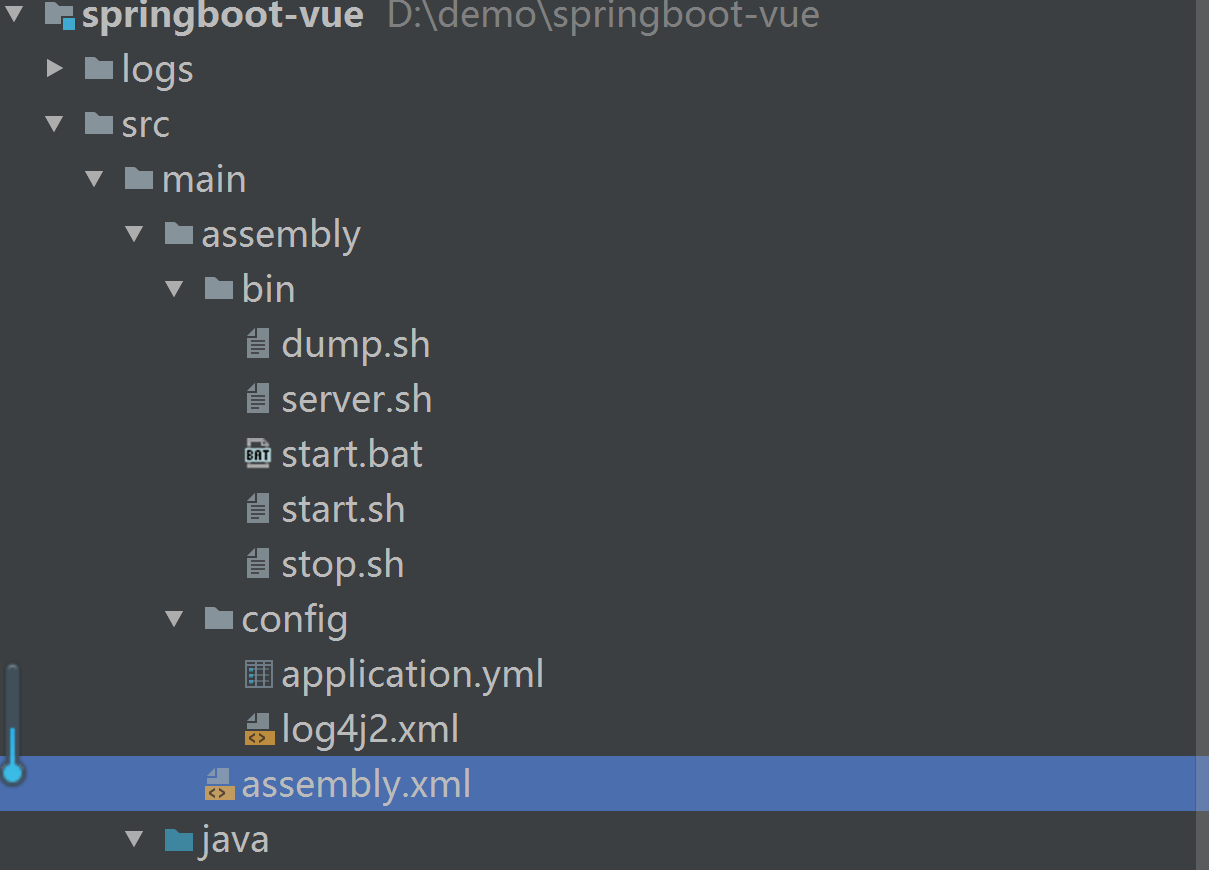 springboot-vue D:\demo\springboot-vue
logs
src
main
assembly
bin
dump.sh
server.sh
BAT start.bat
start.sh
stop.sh
config
application.yml
log4j2.xml
assembly.xml
java